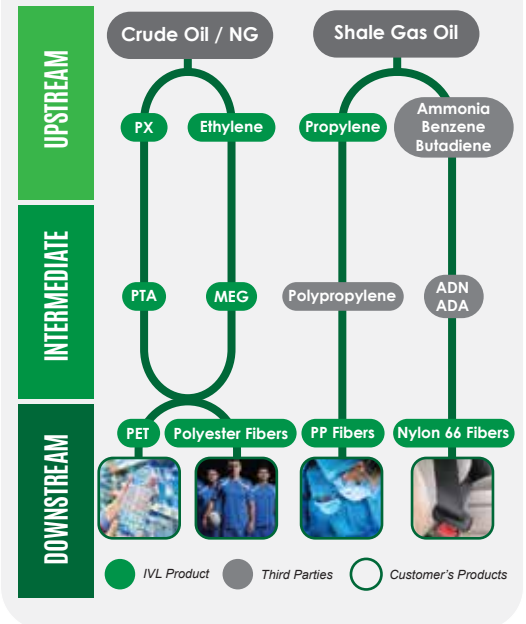 UPSTREAM
Crude Oil / NG
Shale Gas Oil
PX
Ethylene
Propylene
Ammonia
Benzene
Butadiene
INTERMEDIATE
PTA
MEG
Polypropylene
ADN
ADA
DOWNSTREAM
PET
Polyester Fibers
PP Fibers
Nylon 66 Fibers
IVL Product
Third Parties
Customer's Products